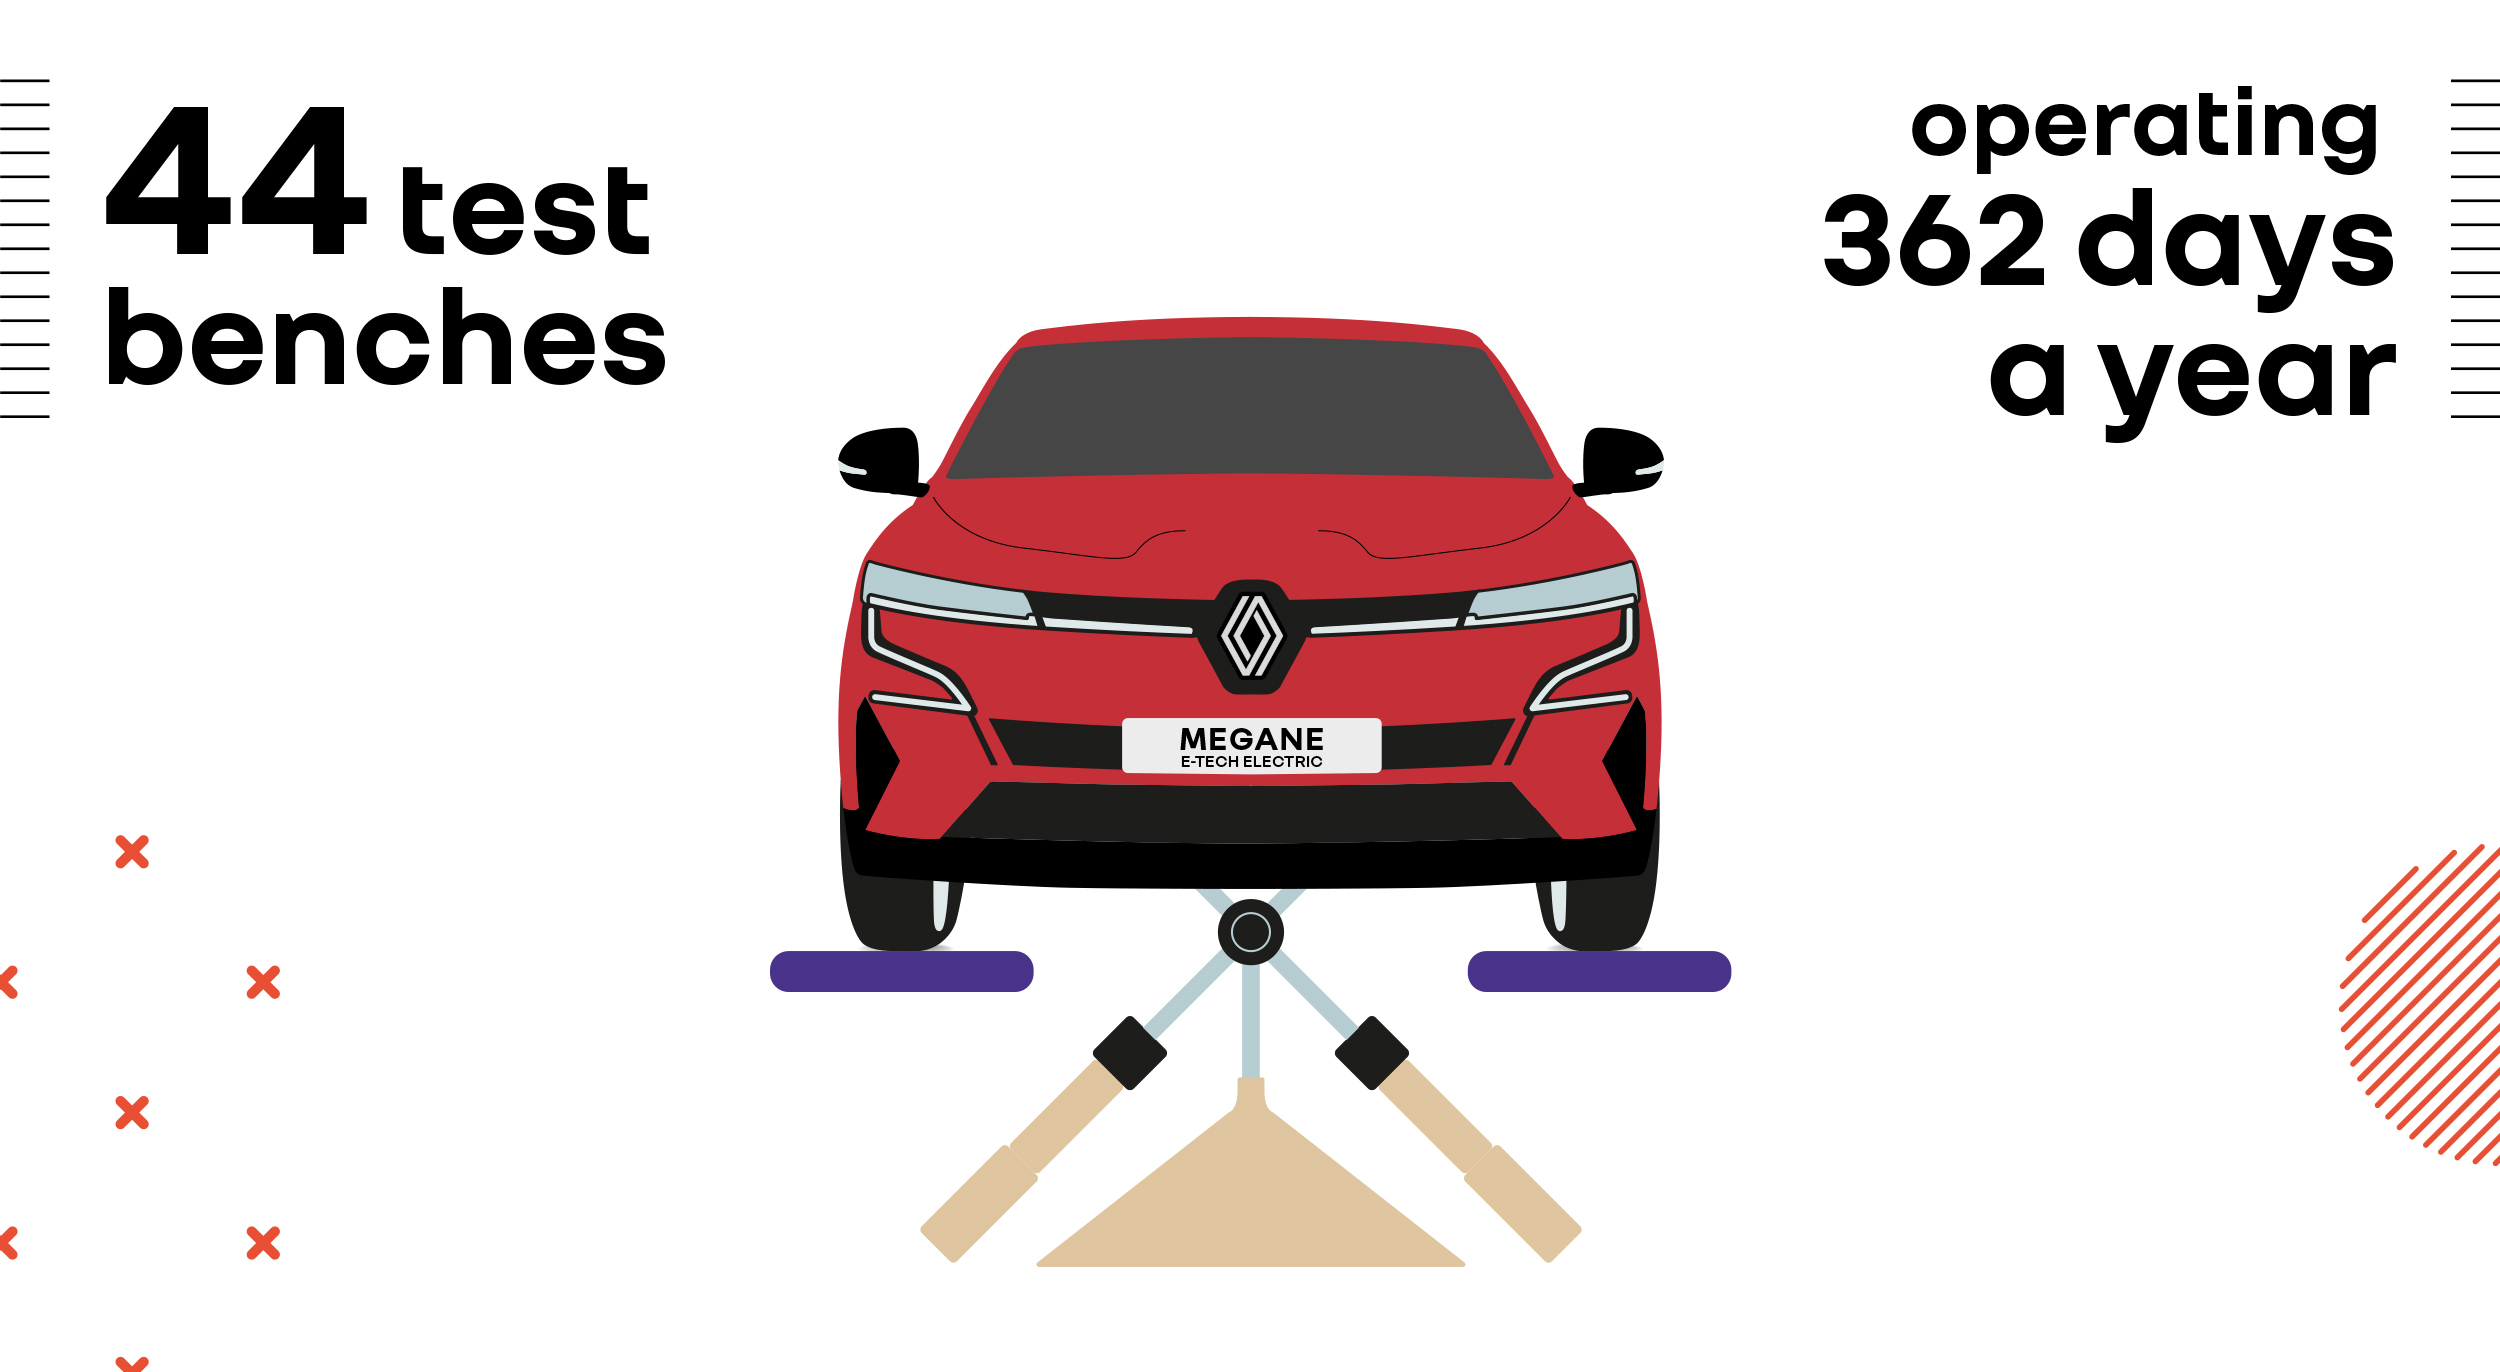 44 test
benches
operating
362 days
a year
MEGANE
E-TECH ELECTRIC